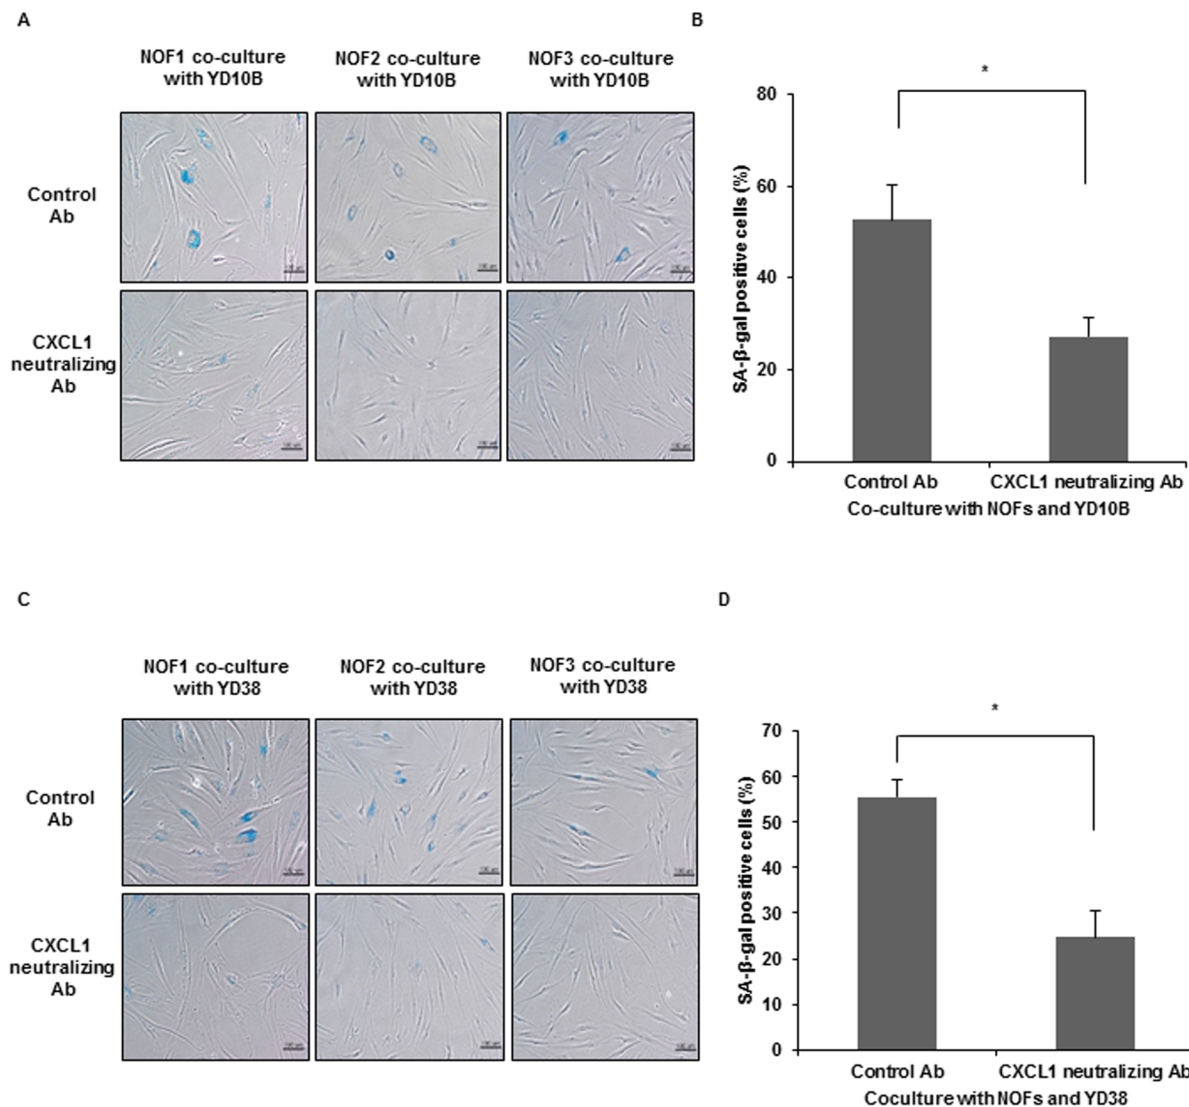 A
NOF1 co-culture
with YD10B
NOF2 co-culture
with YD10B
NOF3 co-culture
with YD10B
Control
Ab
CXCL1
neutralizing
Ab
B
*
80
60
40
20
0
SA-β-gal positive cells (%)
Control Ab
CXCL1 neutralizing Ab
Co-culture with NOFs and YD10B
C
NOF1 co-culture
with YD38
NOF2 co-culture
with YD38
NOF3 co-culture
with YD38
Control
Ab
CXCL1
neutralizing
Ab
D
*
70
60
50
40
30
20
10
0
SA-β-gal positive cells (%)
Control Ab
CXCL1 neutralizing Ab
Coculture with NOFs and YD38